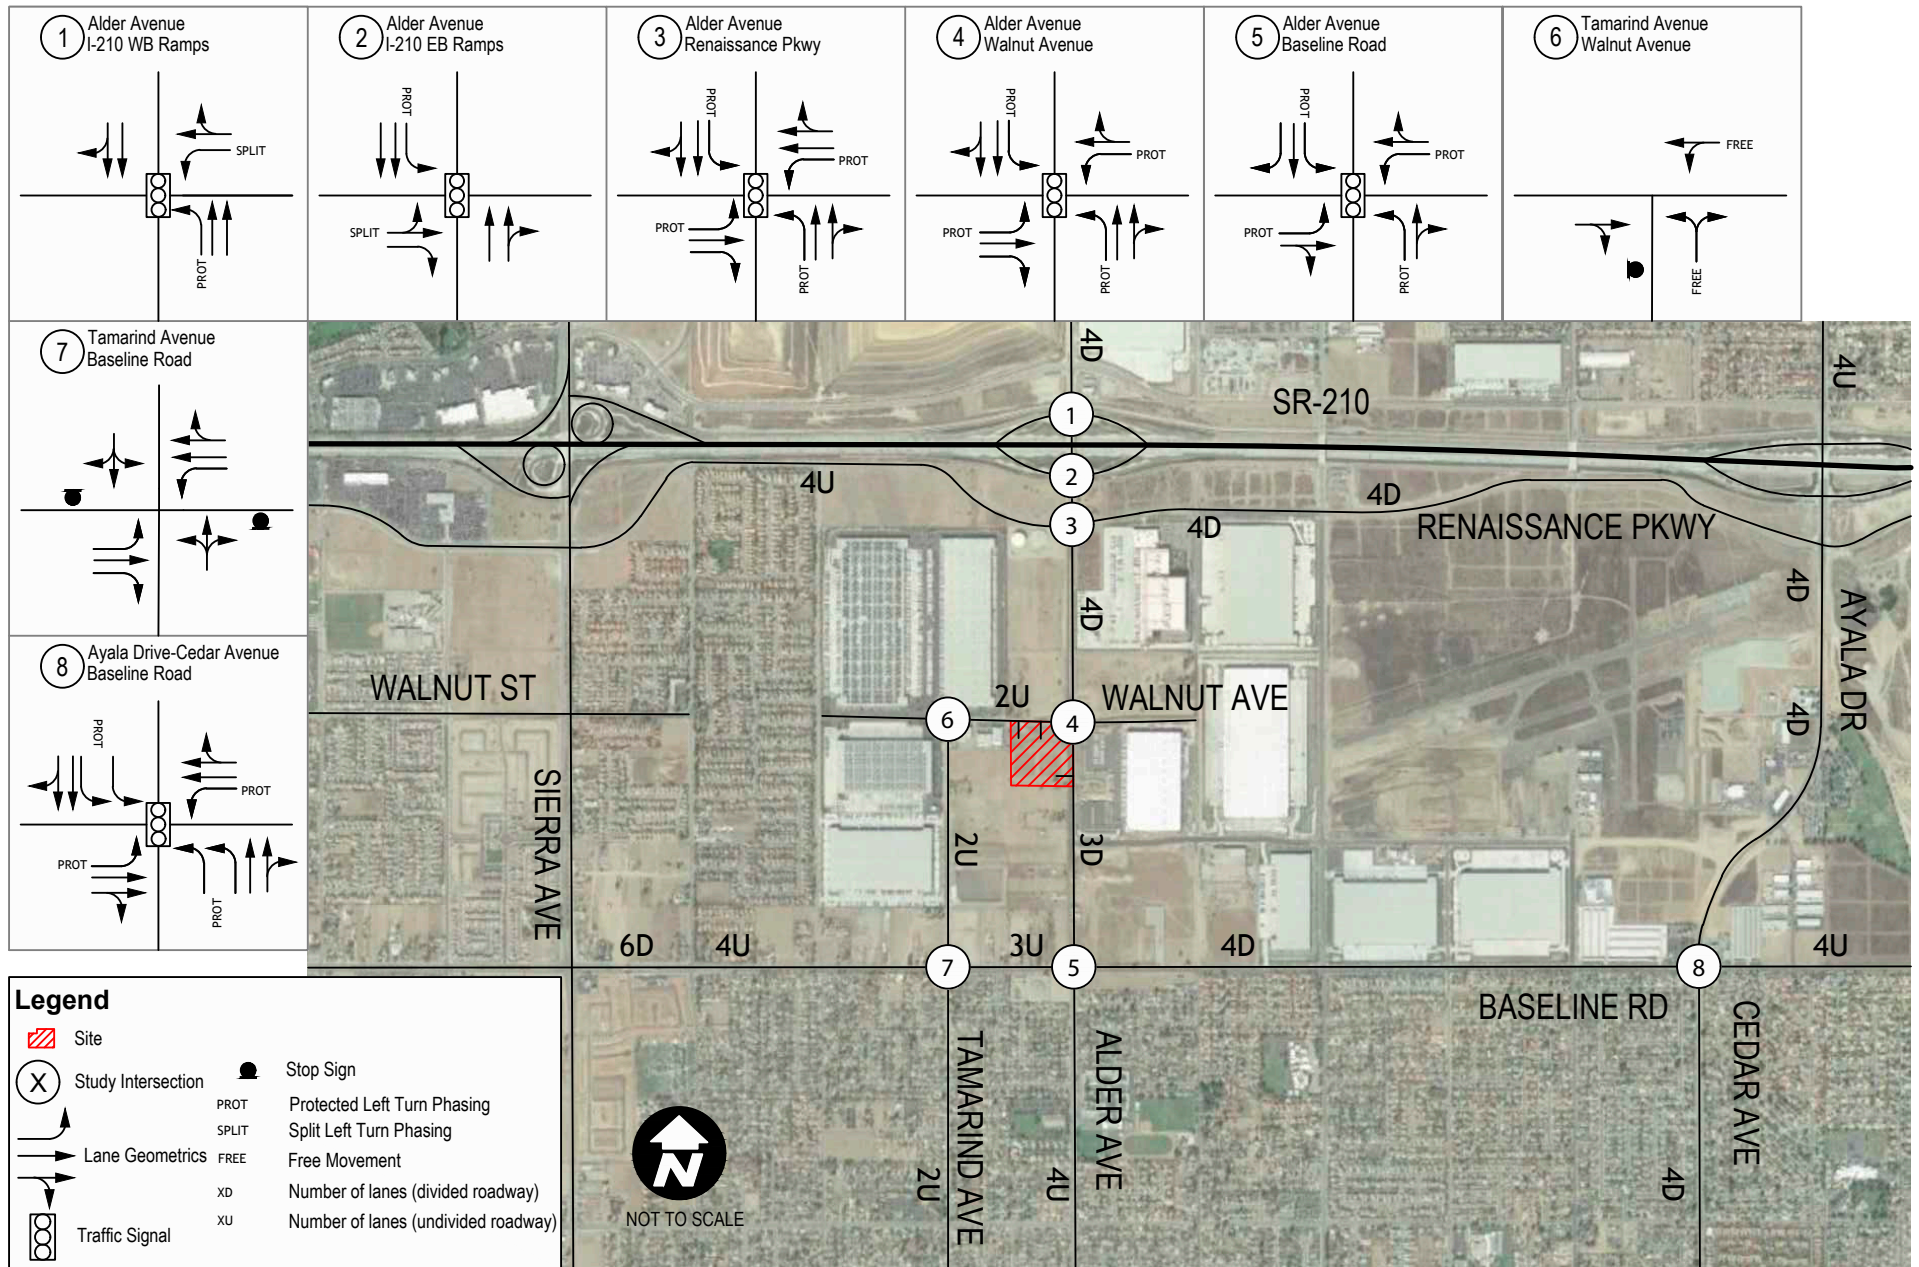 1
Alder Avenue
I-210 WB Ramps
SPLIT
PROT
2
Alder Avenue
I-210 EB Ramps
PROT
SPLIT
3
Alder Avenue
Renaissance Pkwy
PROT
PROT
PROT
PROT
4
Alder Avenue
Walnut Avenue
PROT
PROT
PROT
PROT
5
Alder Avenue
Baseline Road
PROT
PROT
PROT
PROT
6
Tamarind Avenue
Walnut Avenue
FREE
FREE
7
Tamarind Avenue
Baseline Road
8
Ayala Drive-Cedar Avenue
Baseline Road
PROT
PROT
PROT
PROT
4D
4U
SR-210
1
2
4U
4D
3
4D
RENAISSANCE PKWY
4D
4D
AYALA DR
WALNUT ST
2U
WALNUT AVE
4D
6
4
SIERRA AVE
2U
3D
6D
4U
3U
4D
4U
7
5
8
BASELINE RD
TAMARIND AVE
ALDER AVE
CEDAR AVE
2U
4U
4D
N
NOT TO SCALE
Legend
Site
X
Study Intersection
Stop Sign
PROT
Protected Left Turn Phasing
SPLIT
Split Left Turn Phasing
Lane Geometrics
FREE
Free Movement
XD
Number of lanes (divided roadway)
XU
Number of lanes (undivided roadway)
Traffic Signal